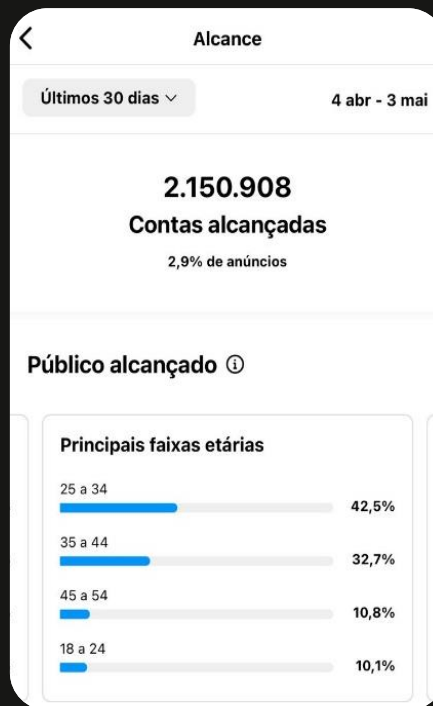 Alcance
Últimos 30 dias
4 abr - 3 mai
2.150.908
Contas alcançadas
2,9% de anúncios
Público alcançado
Principais faixas etárias
25 a 34
42,5%
35 a 44
32,7%
45 a 54
10,8%
18 a 24
10,1%